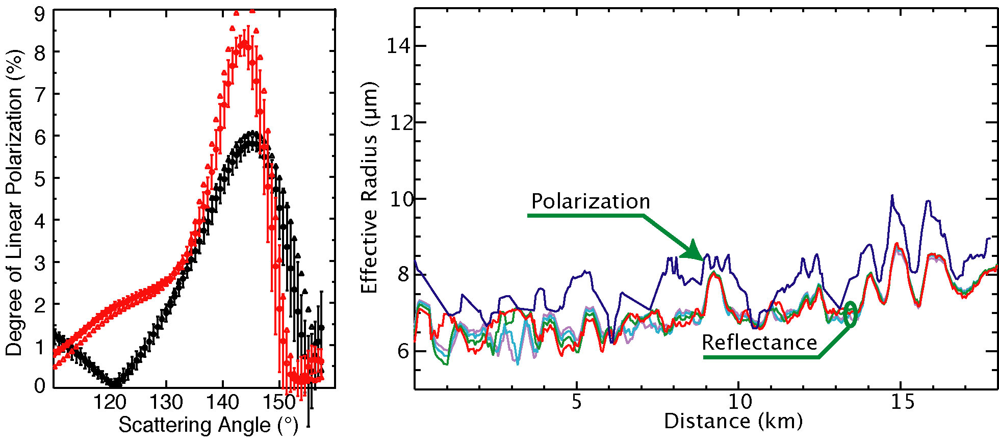 Degree of Linear Polarization (%)
9
8
7
6
5
4
3
2
1
0
120 130 140 150
Scattering Angle (°)
Effective Radius (μm)
14
12
10
8
6
Polarization
Reflectance
5 10 15
Distance (km)